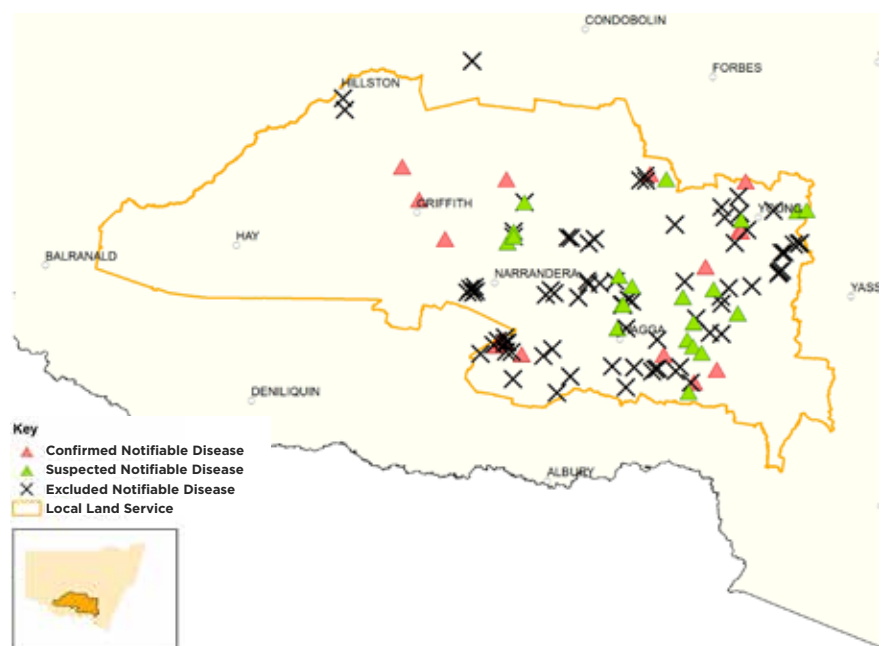 CONDOBOLIN
FORBES
HILLSTON
GRIFFITH
YOUNG
HAY
BALRANALD
NARRANDERA
YASS
WAGGA
DENILIQUIN
ALBURY
Key
Confirmed Notifiable Disease
Suspected Notifiable Disease
Excluded Notifiable Disease
Local Land Service